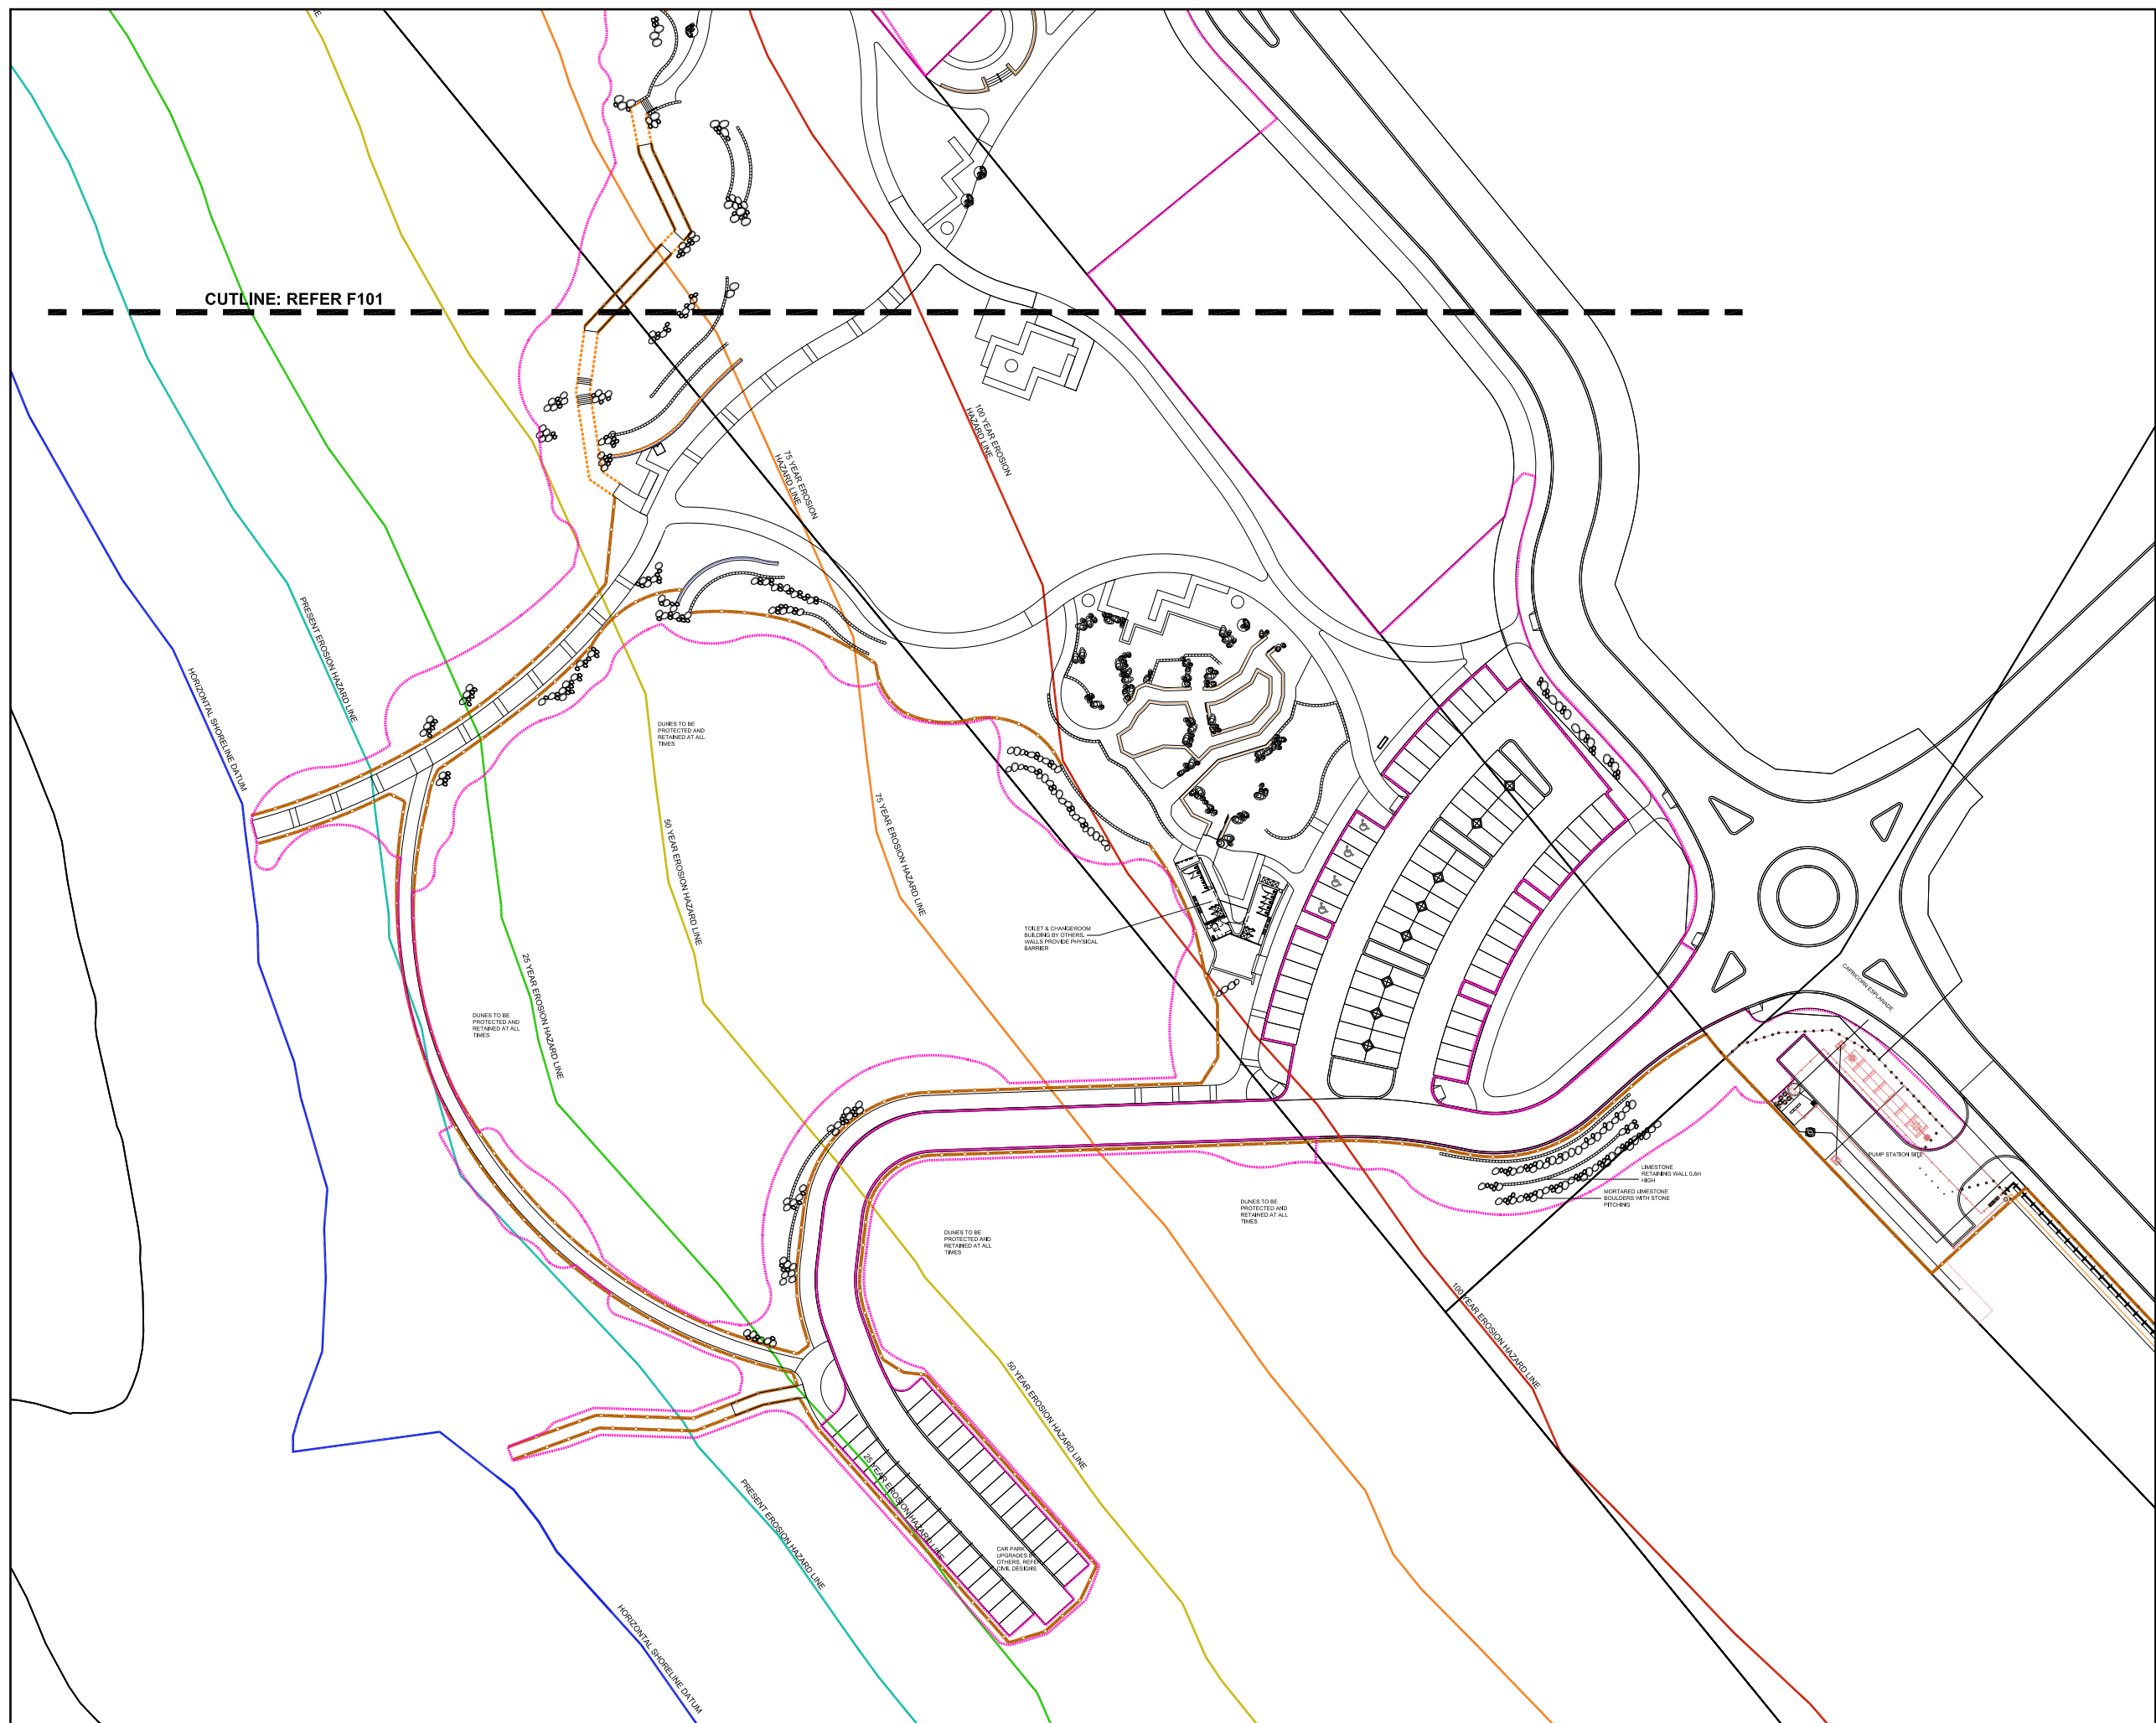 CUTLINE: REFER F101
100 YEAR EROSION
HAZARD LINE
75 YEAR EROSION
HAZARD LINE
PRESENT EROSION HAZARD LINE
HORIZONTAL SHORELINE DATUM
DUNES TO BE
PROTECTED AND
RETAINED AT ALL
TIMES
50 YEAR EROSION HAZARD LINE
75 YEAR EROSION HAZARD LINE
TOILET & CHANGEROOM
BUILDING BY OTHERS.
WALLS PROVIDE PHYSICAL
BARRIER
25 YEAR EROSION HAZARD LINE
DUNES TO BE
PROTECTED AND
RETAINED AT ALL
TIMES
CAPRICORN ESPLANADE
PUMP STATION SITE
LIMESTONE
RETAINING WALL 0.8m
HIGH
MORTARED LIMESTONE
BOULDERS WITH STONE
PITCHING
DUNES TO BE
PROTECTED AND
RETAINED AT ALL
TIMES
DUNES TO BE
PROTECTED AND
RETAINED AT ALL
TIMES
100 YEAR EROSION HAZARD LINE
50 YEAR EROSION HAZARD LINE
25 YEAR EROSION HAZARD LINE
PRESENT EROSION HAZARD LINE
CAR PARK
UPGRADES BY
OTHERS, REFER
CIVIL DESIGNS
HORIZONTAL SHORELINE DATUM